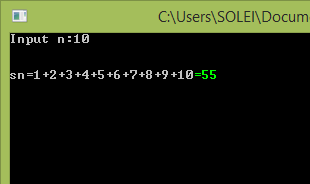 C:\Users\SOLEI\Docum
Input n:10
sn=1+2+3+4+5+6+7+8+9+10=55